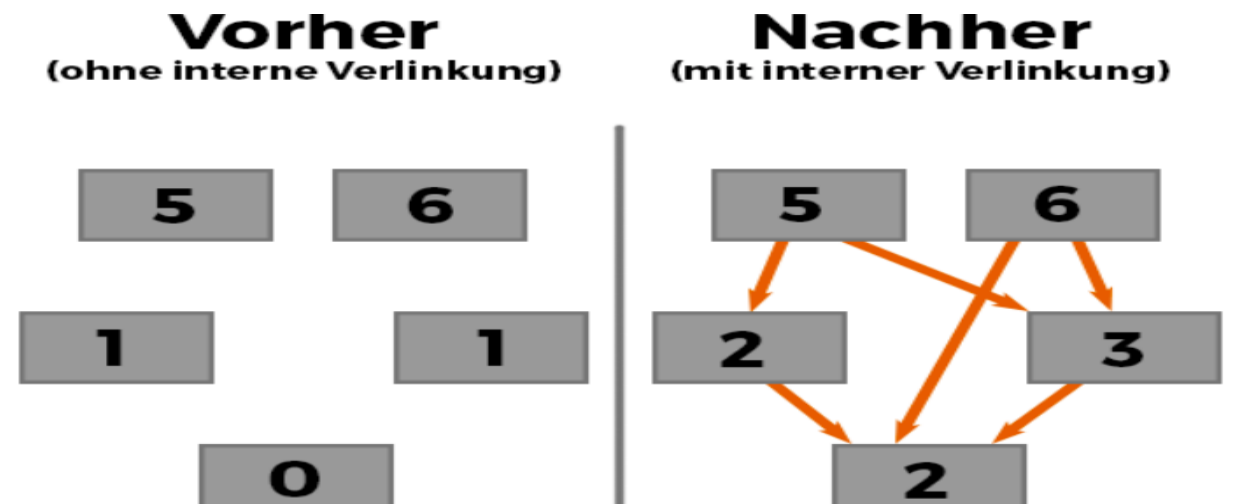 Vorher
(ohne interne Verlinkung)
5 6
1 1
0
Nachher
(mit interner Verlinkung)
5 6
2 3
2